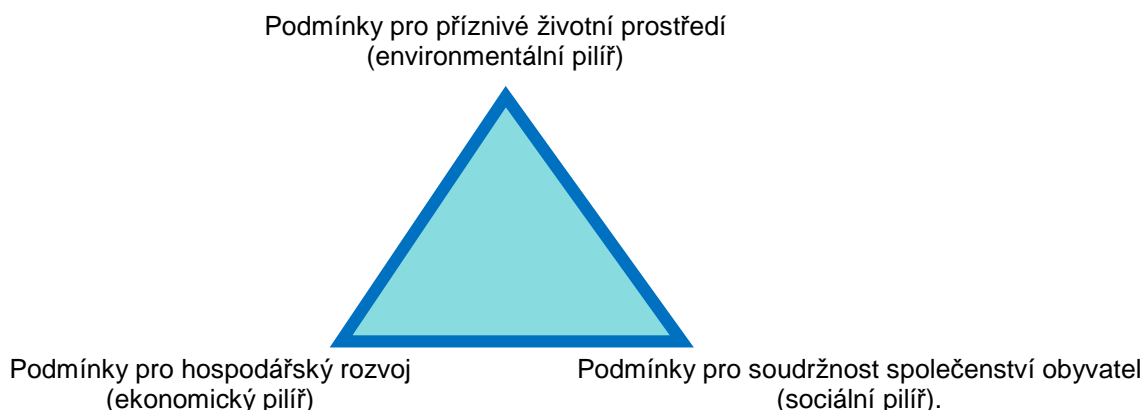 Podmínky pro příznivé životní prostředí
(environmentální pilíř)
Podmínky pro hospodářský rozvoj
(ekonomický pilíř)
Podmínky pro soudržnost společenství obyvatel
(sociální pilíř).